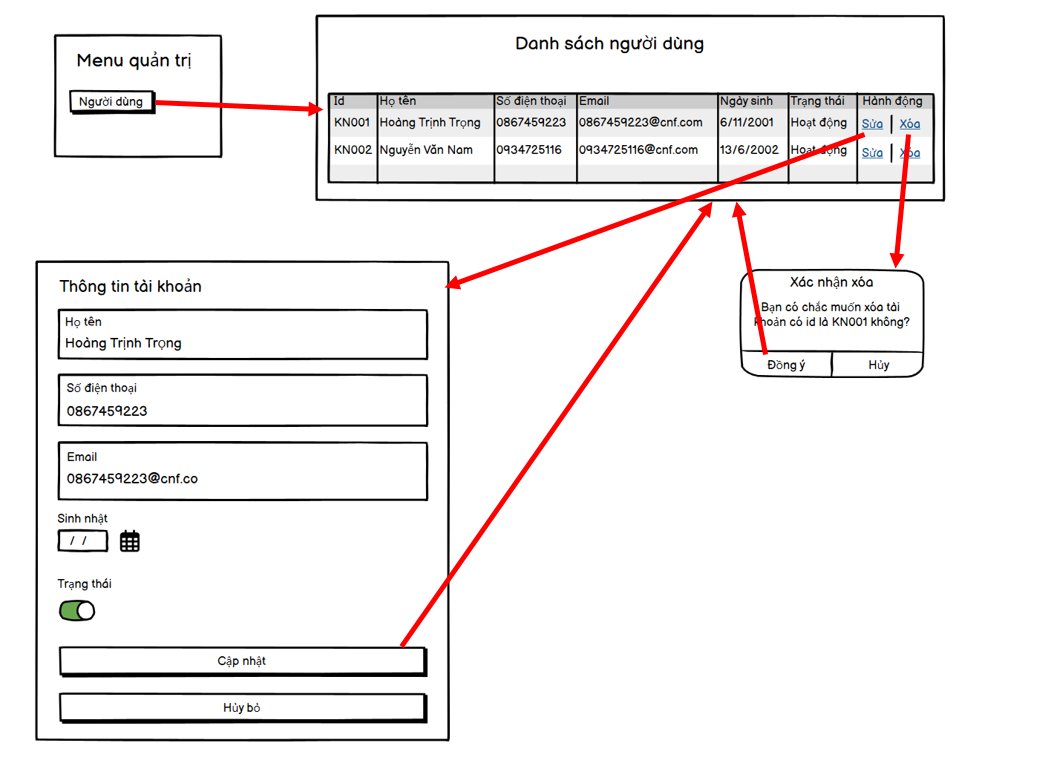 Menu quản trị
Người dùng
Danh sách người dùng
Id Họ tên Số điện thoại Email Ngày sinh Trạng thái Hành động
KN001 Hoàng Trịnh Trọng 0867459223 0867459223@cnf.com 6/11/2001 Hoạt động Sửa | Xóa
KN002 Nguyễn Văn Nam 0934725116 0934725116@cnf.com 13/6/2002 Hoạt động Sửa | Xóa
Thông tin tài khoản
Họ tên
Hoàng Trịnh Trọng
Số điện thoại
0867459223
Email
0867459223@cnf.co
Sinh nhật
/ /
Trạng thái
Cập nhật
Hủy bỏ
Xác nhận xóa
Bạn có chắc muốn xóa tài
khoản có id là KN001 không?
Đồng ý Hủy